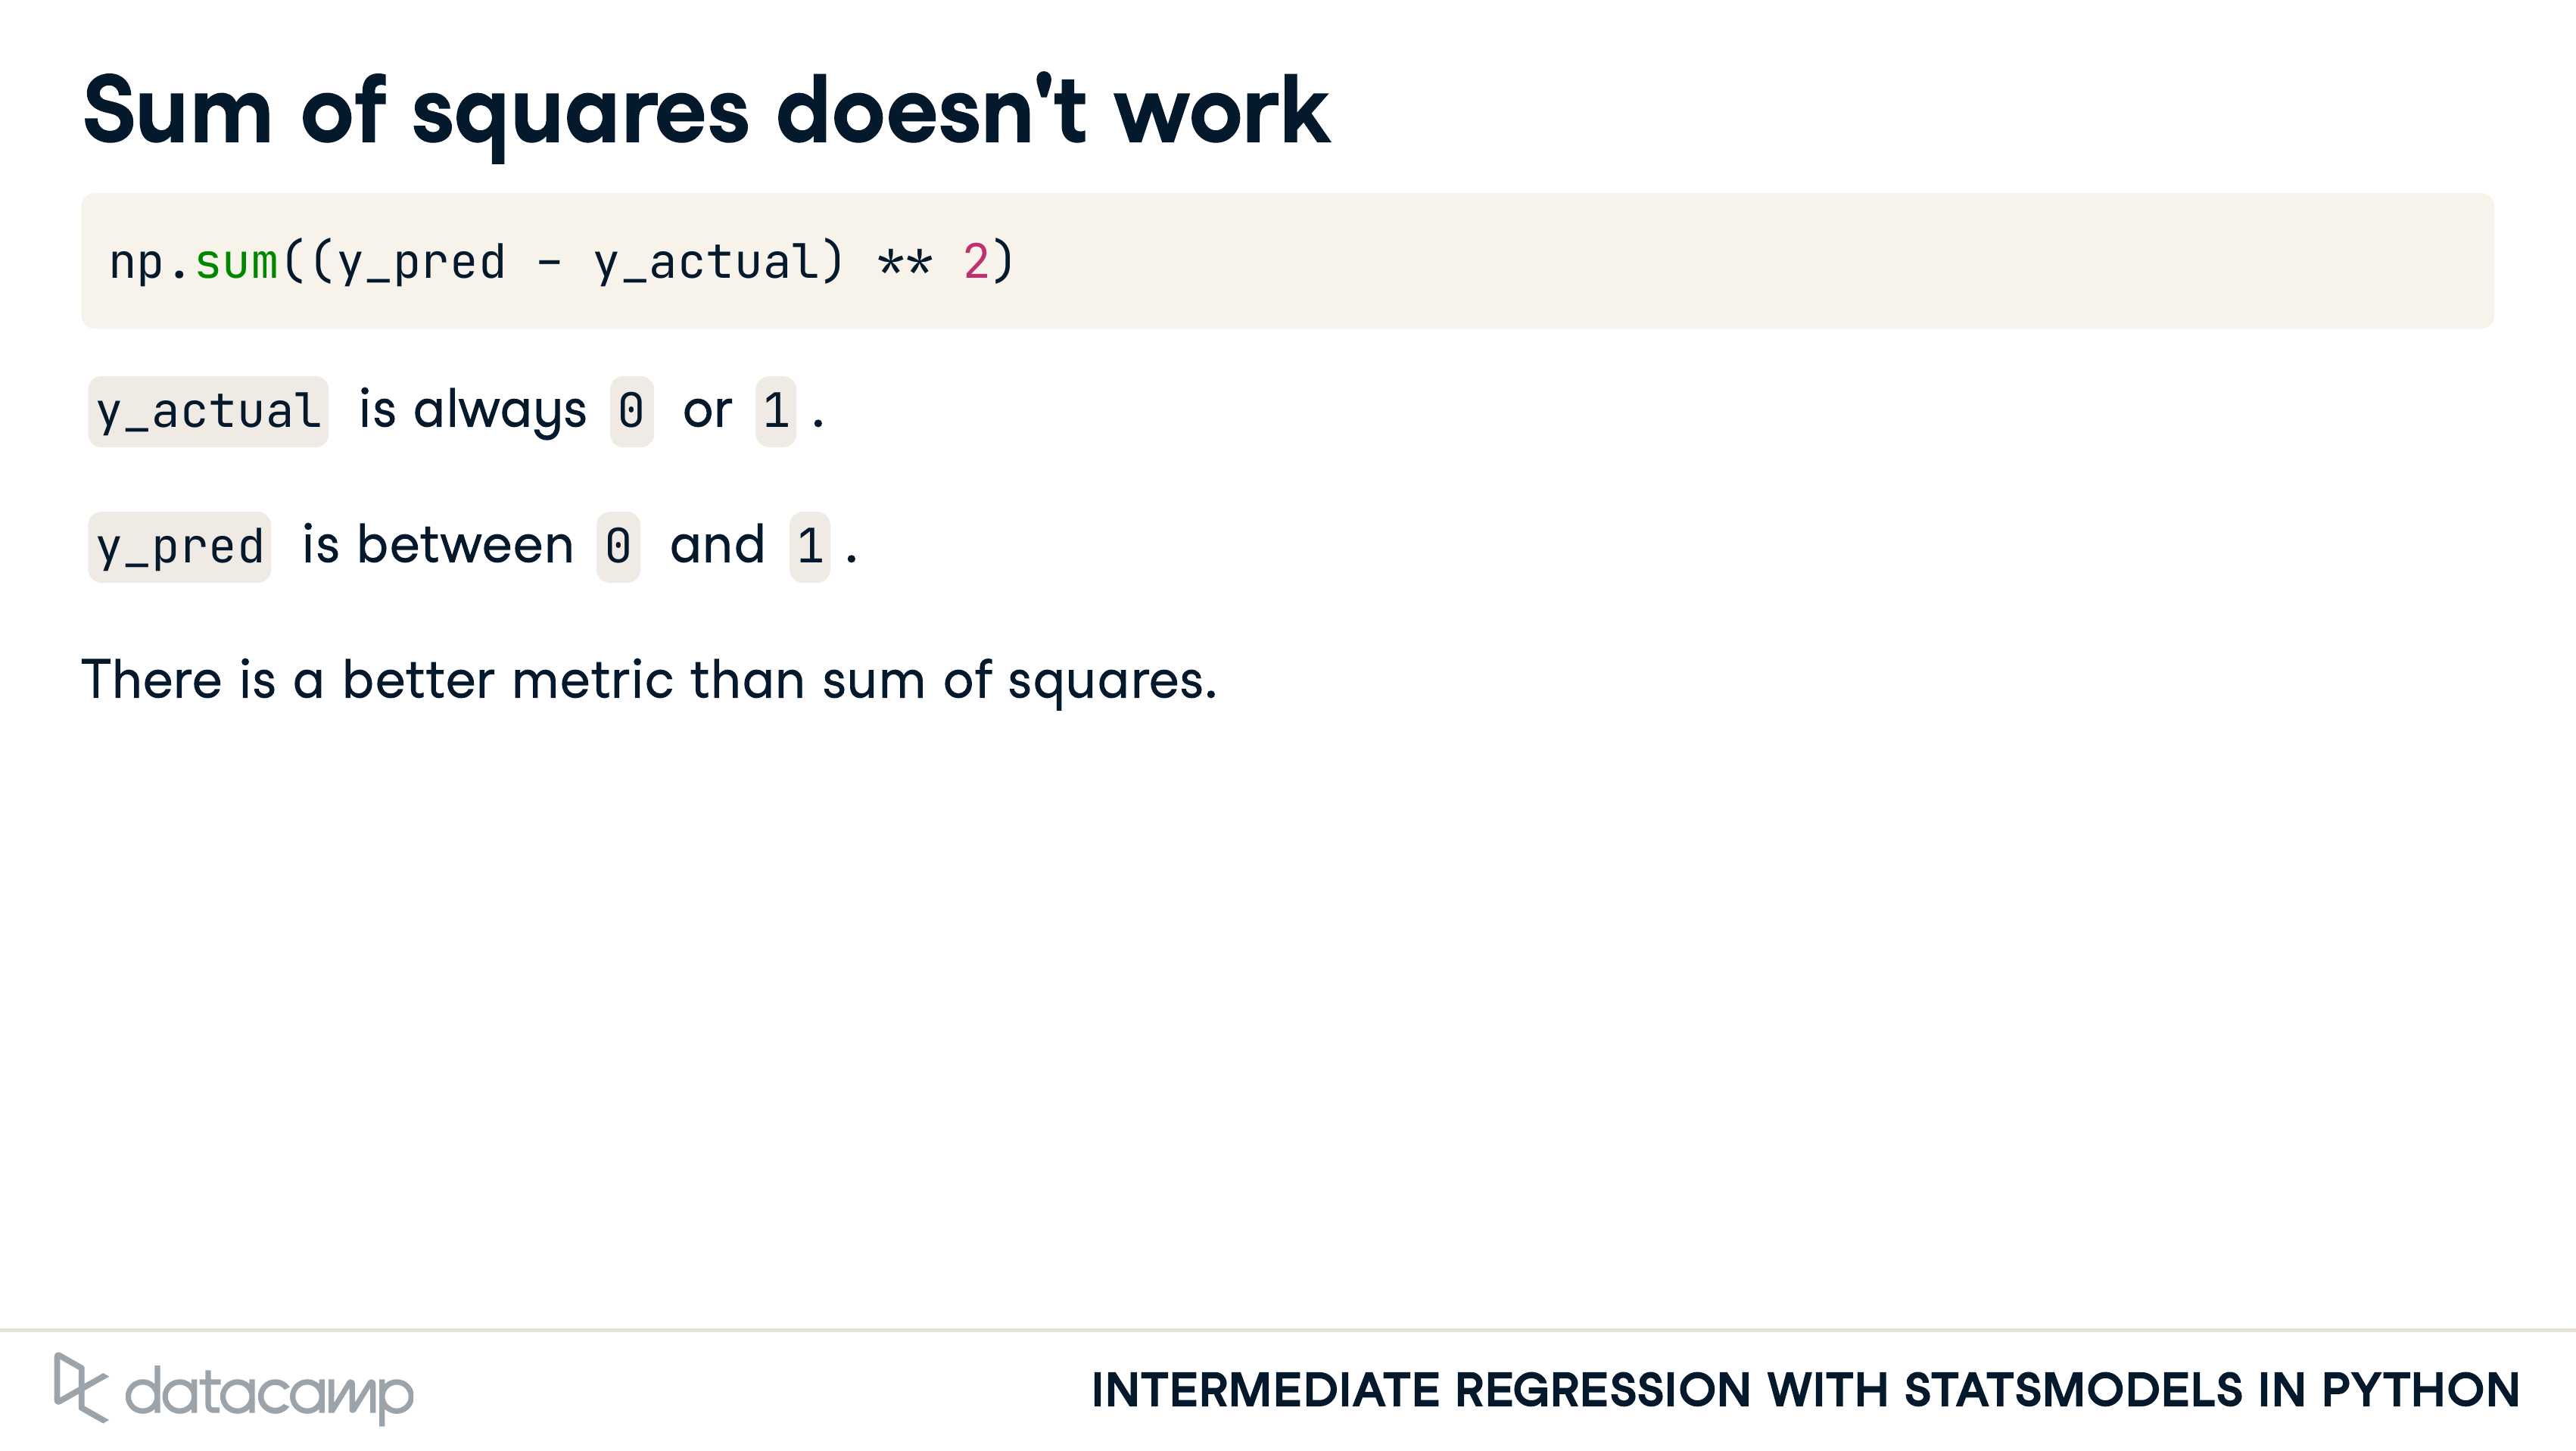 Sum of squares doesn't work
np.sum((y_pred - y_actual) ** 2)
y_actual is always 0 or 1 .
y_pred is between 0 and 1 .
There is a better metric than sum of squares.
datacamp
INTERMEDIATE REGRESSION WITH STATSMODELS IN PYTHON